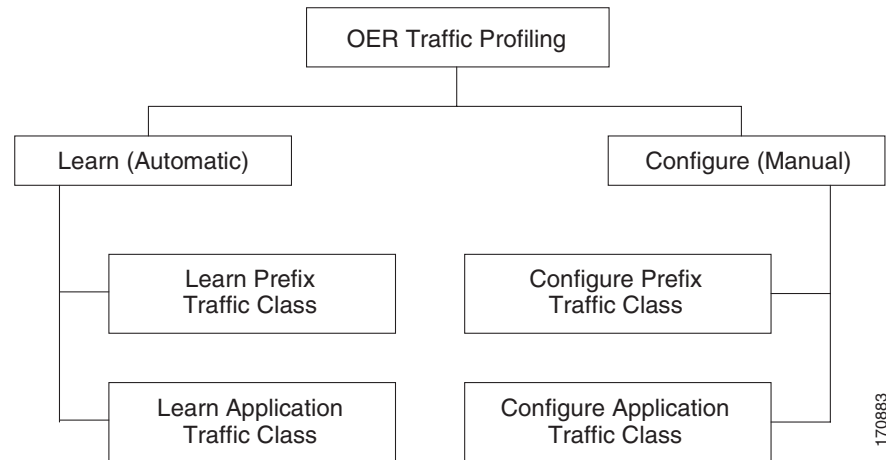 OER Traffic Profiling
Learn (Automatic)
Configure (Manual)
Learn Prefix
Traffic Class
Configure Prefix
Traffic Class
Learn Application
Traffic Class
Configure Application
Traffic Class
170883